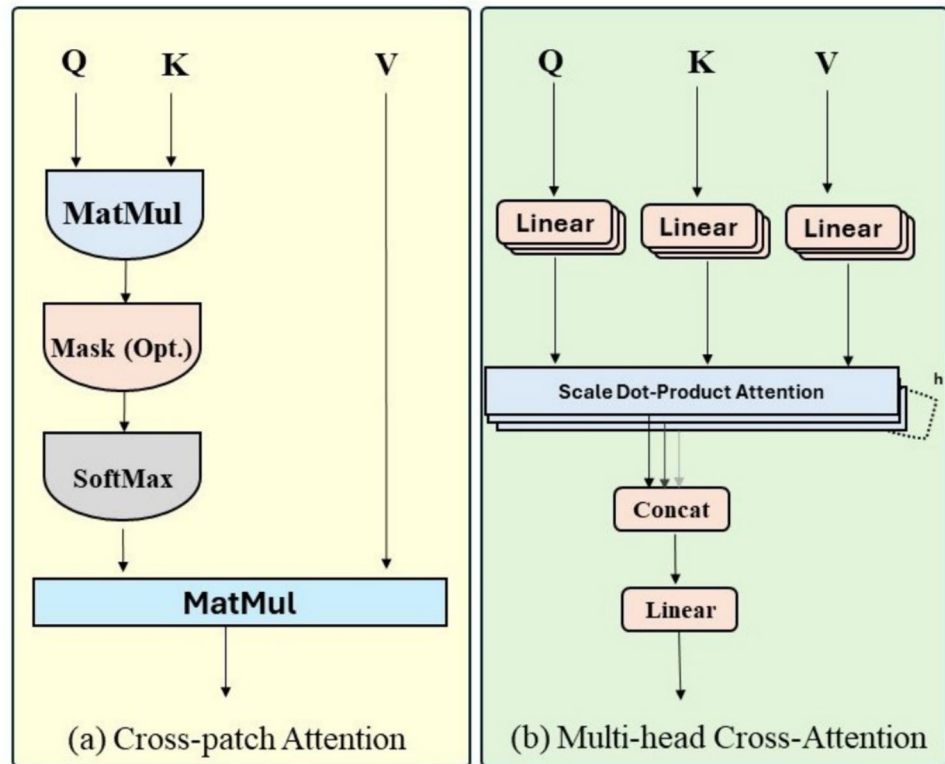 Q K V
MatMul
Mask (Opt.)
SoftMax
MatMul
(a) Cross-patch Attention
Q K V
Linear Linear Linear
h
Scale Dot-Product Attention
Concat
Linear
(b) Multi-head Cross-Attention